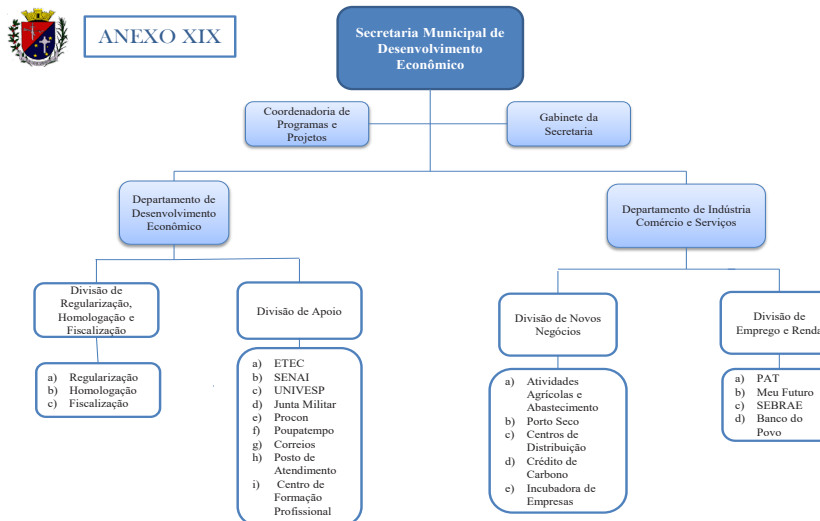 ANEXO XIX
Secretaria Municipal de
Desenvolvimento
Econômico
Coordenadoria de
Programas e
Projetos
Gabinete da
Secretaria
Departamento de
Desenvolvimento
Econômico
Departamento de Indústria
Comércio e Serviços
Divisão de
Regularização,
Homologação e
Fiscalização
Divisão de Apoio
Divisão de Novos
Negócios
Divisão de
Emprego e Renda
a) Regularização
b) Homologação
c) Fiscalização
a) ETEC
b) SENAI
c) UNIVESP
d) Junta Militar
e) Procon
f) Poupatempo
g) Correios
h) Posto de
Atendimento
i) Centro de
Formação
Profissional
a) Atividades
Agrícolas e
Abastecimento
b) Porto Seco
c) Centros de
Distribuição
d) Crédito de
Carbono
e) Incubadora de
Empresas
a) PAT
b) Meu Futuro
c) SEBRAE
d) Banco do
Povo